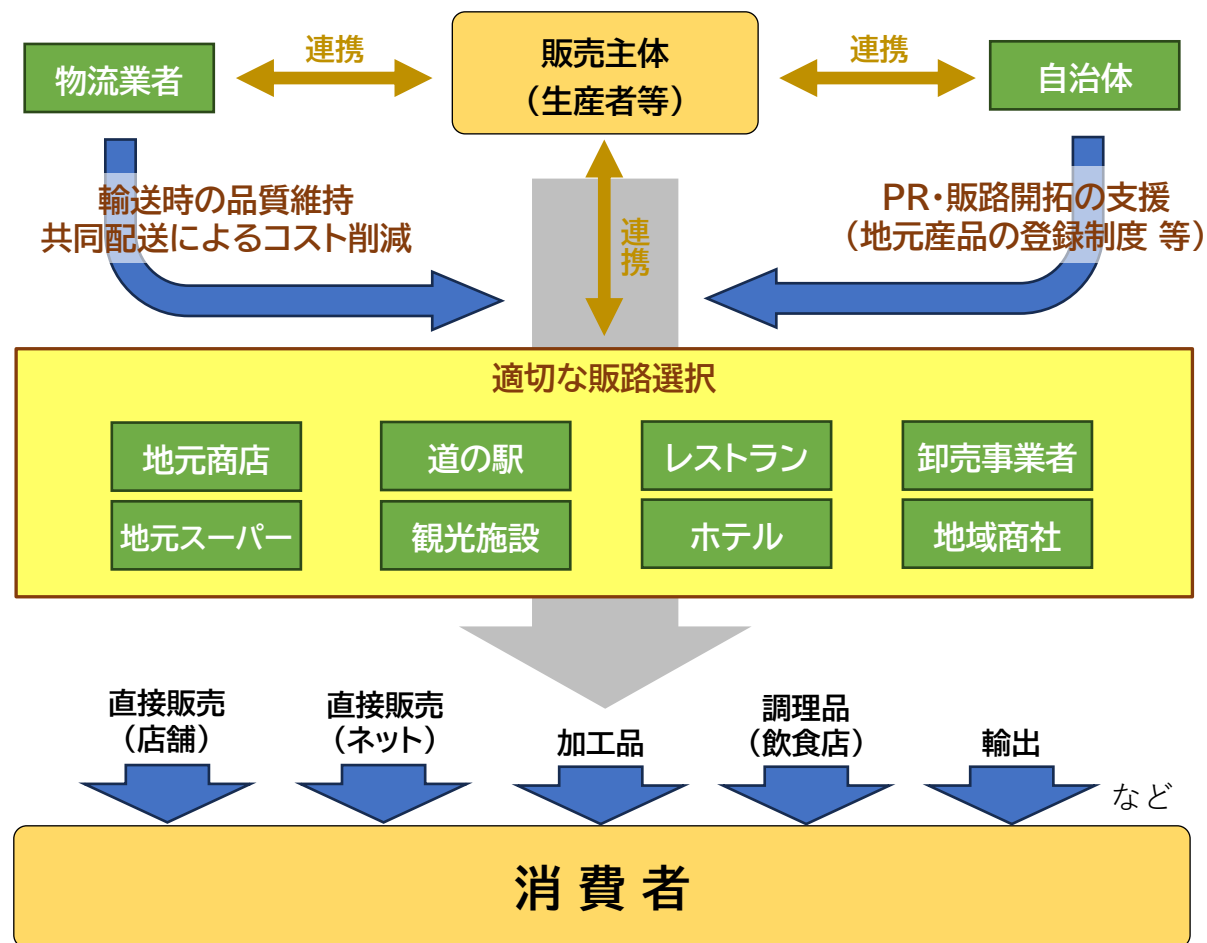 連携
販売主体
（生産者等）
連携
物流業者
自治体
輸送時の品質維持
共同配送によるコスト削減
連携
PR・販路開拓の支援
（地元産品の登録制度 等）
適切な販路選択
地元商店
道の駅
レストラン
卸売事業者
地元スーパー
観光施設
ホテル
地域商社
直接販売
（店舗）
直接販売
（ネット）
加工品
調理品
（飲食店）
輸出
など
消費者